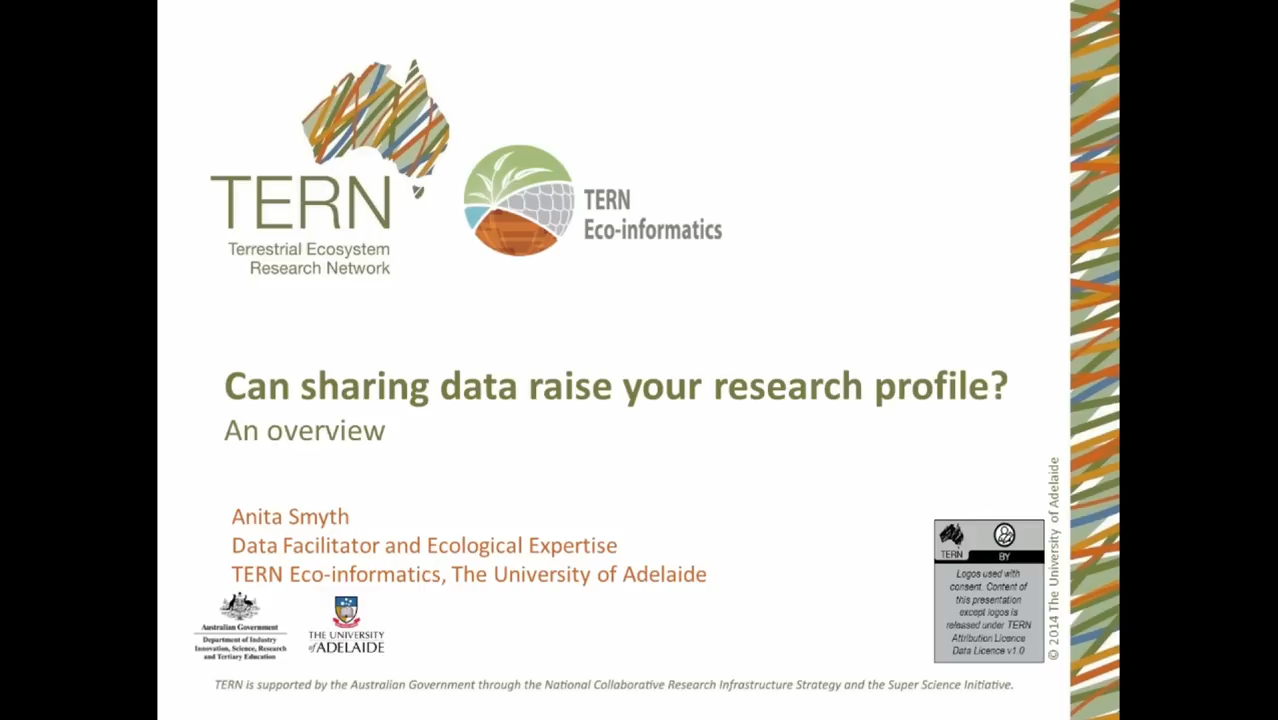 TERN
Terrestrial Ecosystem
Research Network
TERN
Eco-informatics
Can sharing data raise your research profile?
An overview
Anita Smyth
Data Facilitator and Ecological Expertise
TERN Eco-informatics, The University of Adelaide
Australian Government
Department of Industry
Innovation, Science, Research
and Tertiary Education
THE UNIVERSITY
of ADELAIDE
TERN
BY
Logos used with
consent. Content of
this presentation
except logos is
released under TERN
Attribution Licence
Data Licence v1.0
© 2014 The University of Adelaide
TERN is supported by the Australian Government through the National Collaborative Research Infrastructure Strategy and the Super Science Initiative.